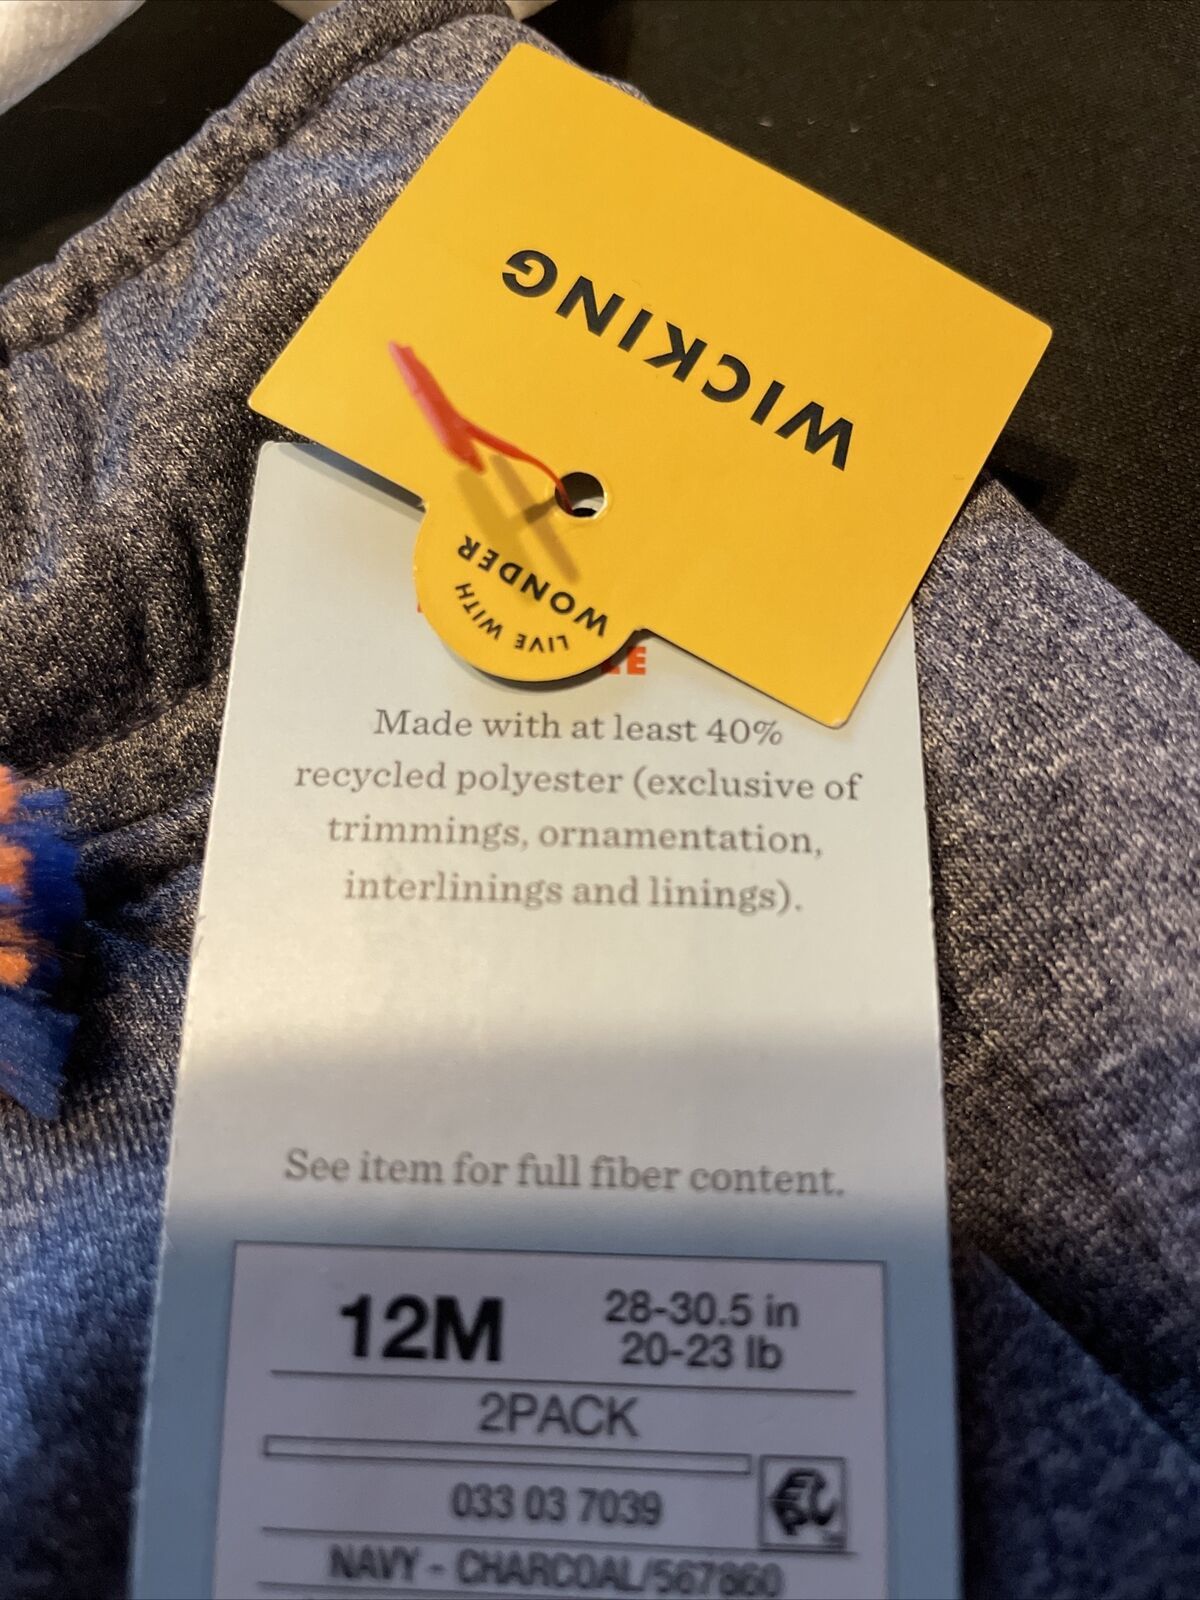 WICKING
LIVE WITH
WONDER
Made with at least 40%
recycled polyester (exclusive of
trimmings, ornamentation,
interlinings and linings).
See item for full fiber content.
12M
28-30.5 in
20-23 lb
2PACK
033 03 7039
NAVY - CHARCOAL/567860